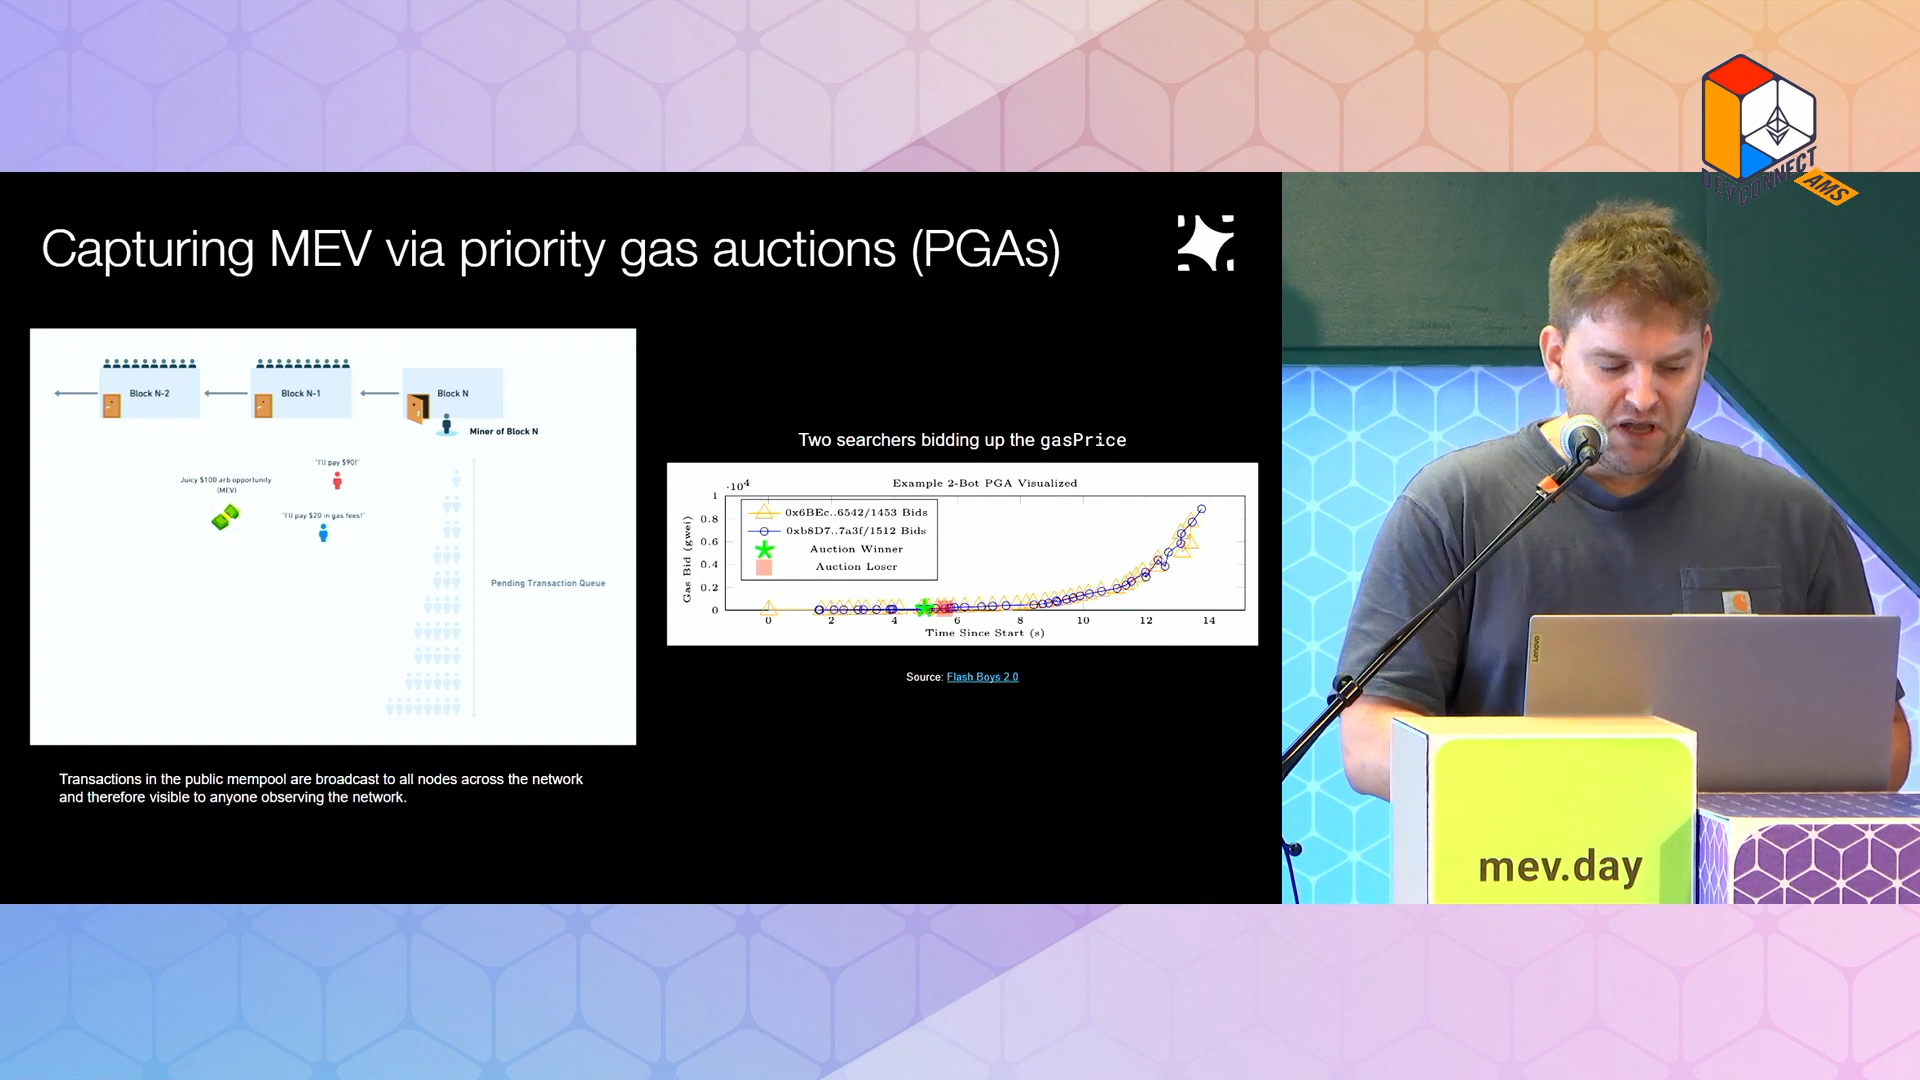 DEVCONNECT
AMS
Capturing MEV via priority gas auctions (PGAs)
Block N-2
Block N-1
Block N
Miner of Block N
"I'll pay $90!"
Juicy $100 arb opportunity
(MEV)
"I'll pay $20 in gas fees!"
Pending Transaction Queue
Transactions in the public mempool are broadcast to all nodes across the network
and therefore visible to anyone observing the network.
Two searchers bidding up the gasPrice
Example 2-Bot PGA Visualized
·10⁴
1
0.8
0.6
0.4
0.2
0
Gas Bid (gwei)
0x6BEc..6542/1453 Bids
0xb8D7..7a3f/1512 Bids
Auction Winner
Auction Loser
0 2 4 6 8 10 12 14
Time Since Start (s)
Source: Flash Boys 2.0
Lenovo
mev.day